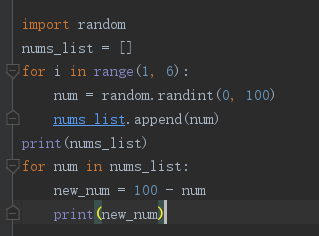 import random
nums_list = []
for i in range(1, 6):
    num = random.randint(0, 100)
    nums_list.append(num)
print(nums_list)
for num in nums_list:
    new_num = 100 - num
    print(new_num)